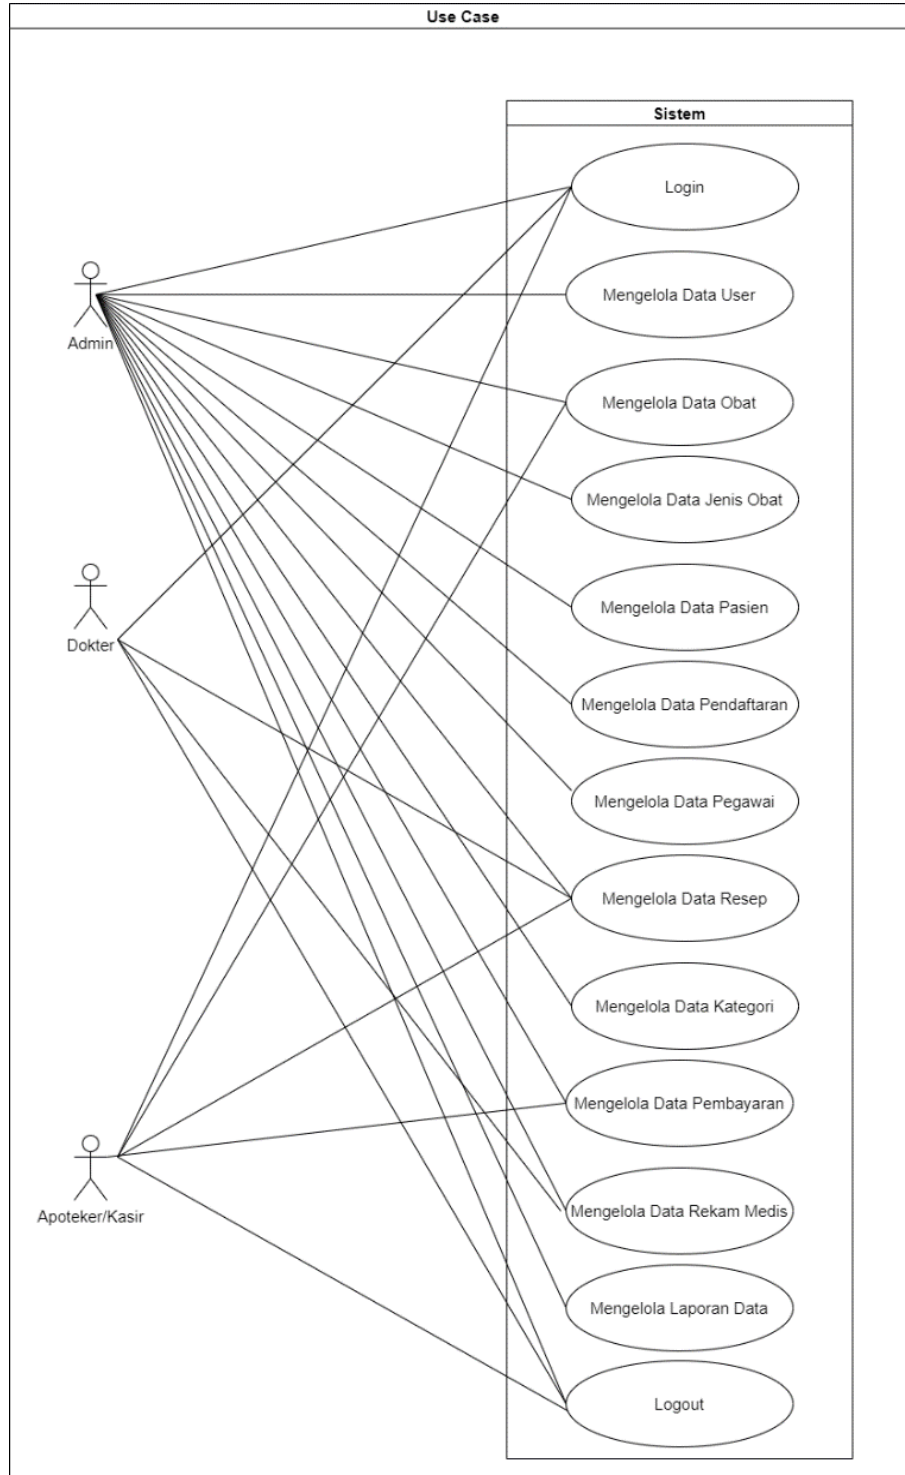 Use Case
Sistem
Login
Mengelola Data User
Admin
Mengelola Data Obat
Mengelola Data Jenis Obat
Mengelola Data Pasien
Dokter
Mengelola Data Pendaftaran
Mengelola Data Pegawai
Mengelola Data Resep
Mengelola Data Kategori
Mengelola Data Pembayaran
Mengelola Data Rekam Medis
Apoteker/Kasir
Mengelola Laporan Data
Logout